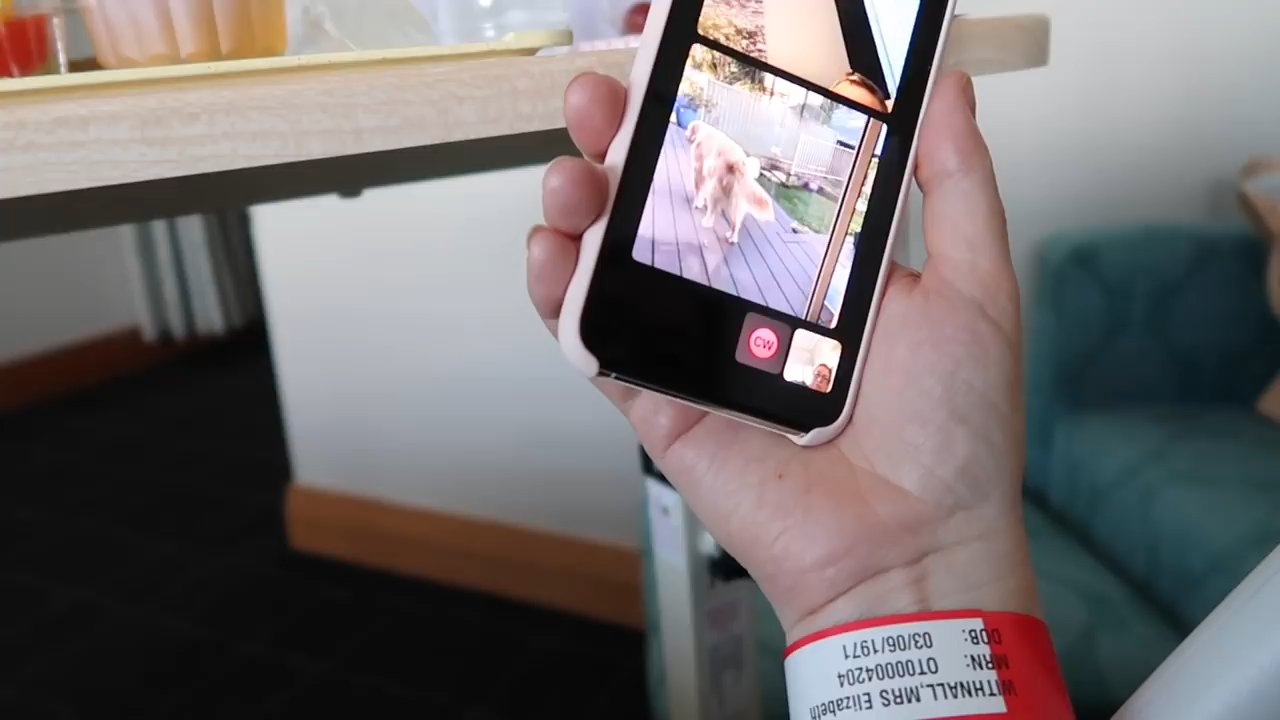 CW
WITHNALL,MRS Elizabeth
MRN: OT00004204
DOB: 03/06/1971